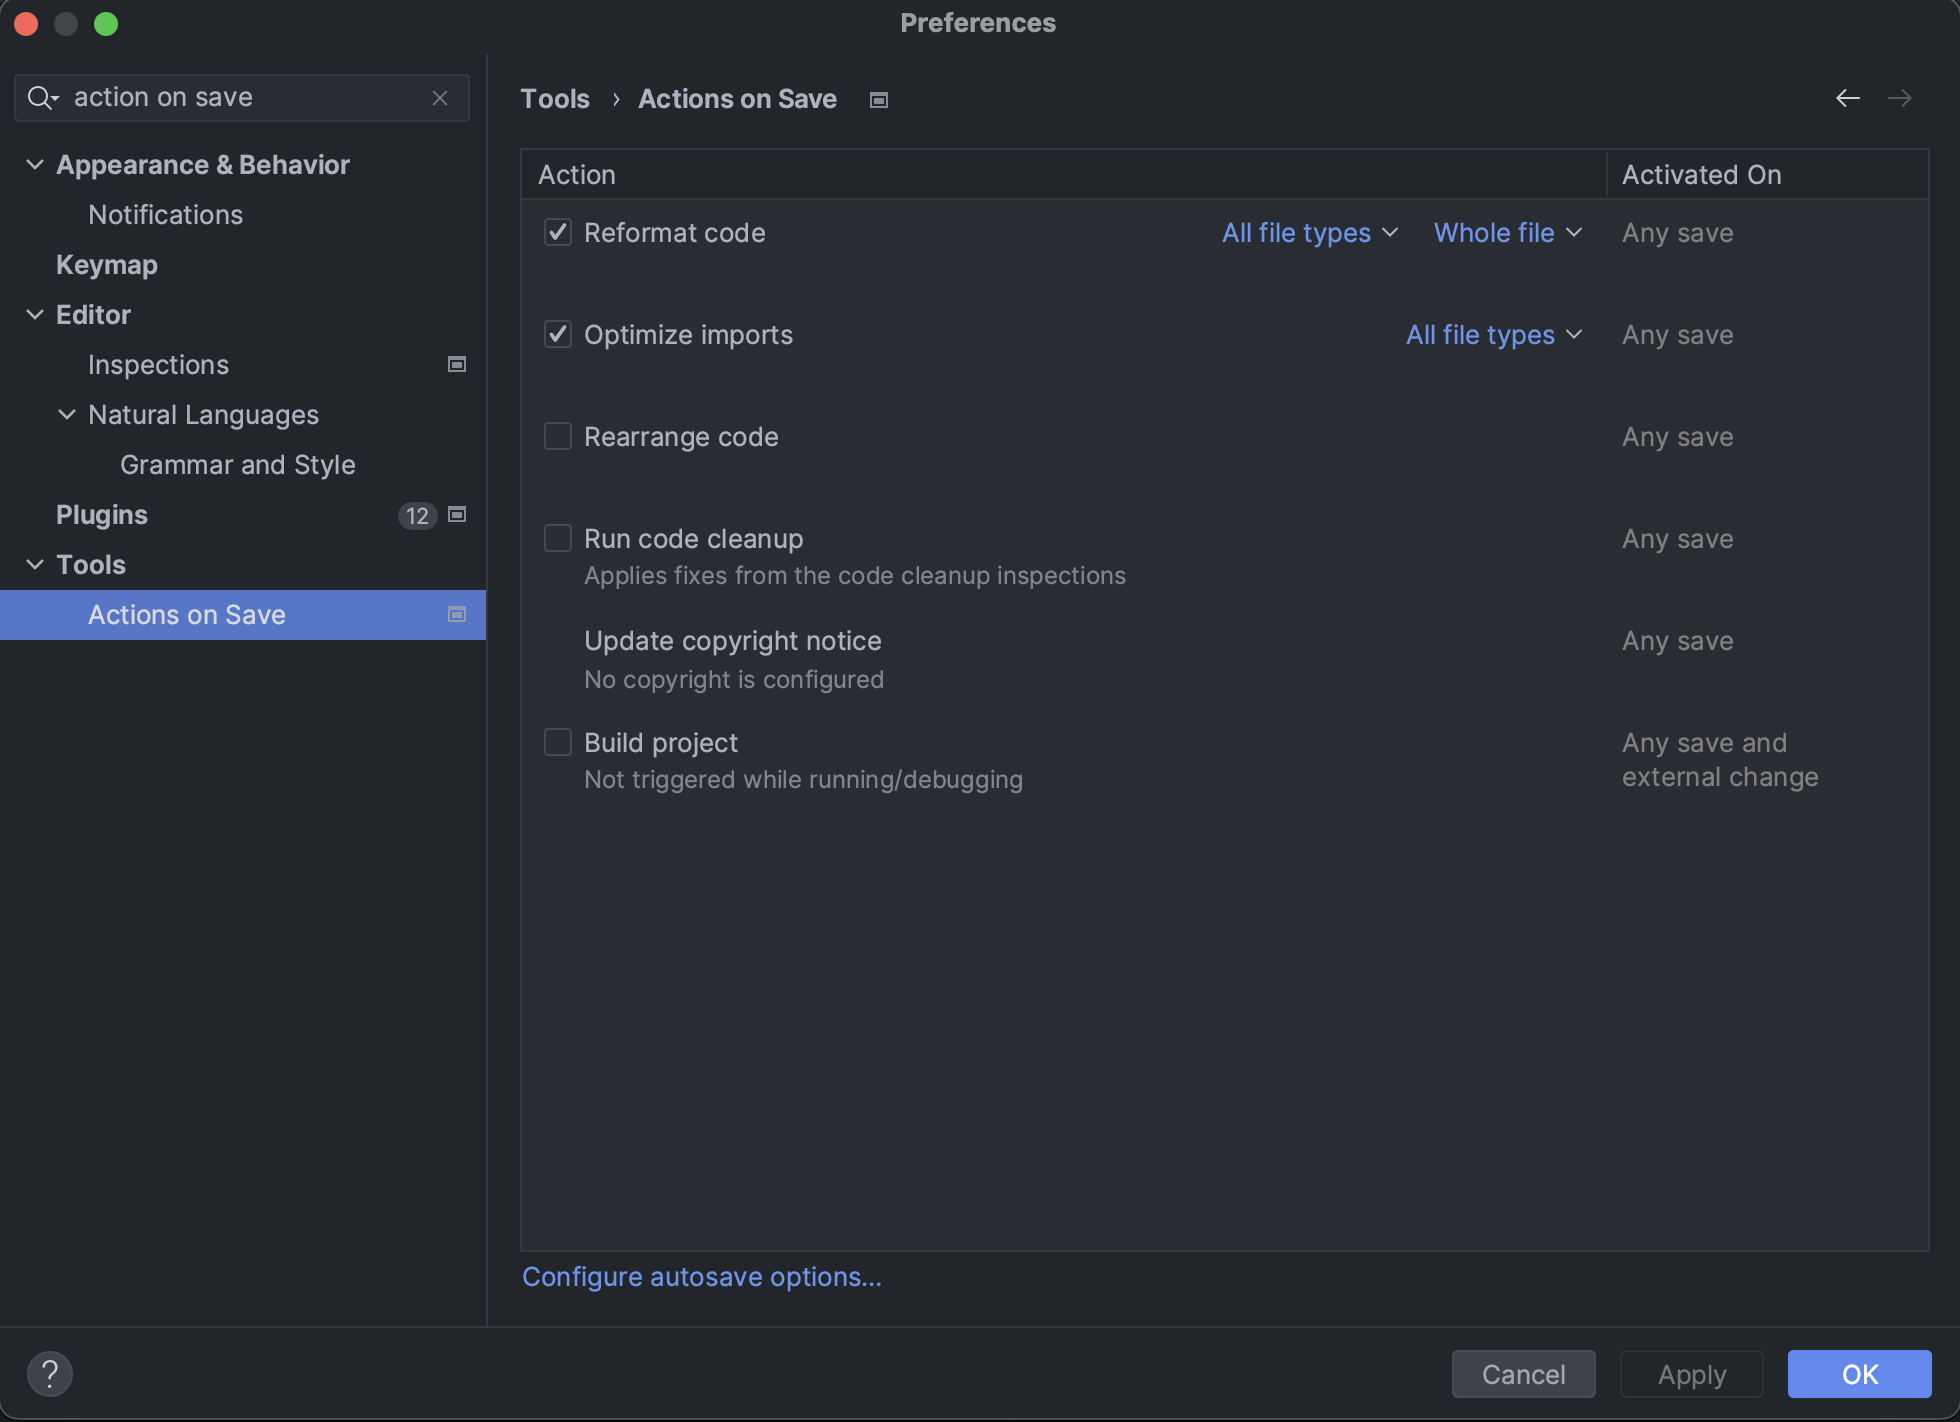 Preferences
action on save
Appearance & Behavior
Notifications
Keymap
Editor
Inspections
Natural Languages
Grammar and Style
Plugins 12
Tools
Actions on Save
Tools › Actions on Save
Action Activated On
Reformat code All file types Whole file Any save
Optimize imports All file types Any save
Rearrange code Any save
Run code cleanup Any save
Applies fixes from the code cleanup inspections
Update copyright notice Any save
No copyright is configured
Build project Any save and
Not triggered while running/debugging external change
Configure autosave options...
? Cancel Apply OK